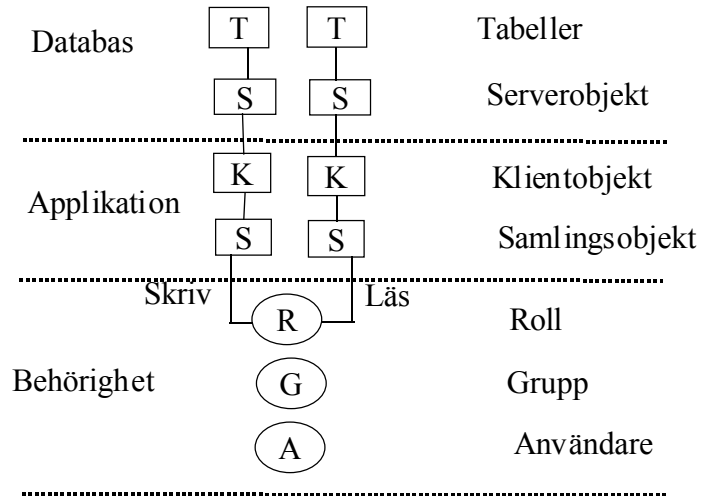 Databas T T Tabeller
S S Serverobjekt
K K Klientobjekt
Applikation
S S Samlingsobjekt
Skriv Läs
R Roll
Behörighet G Grupp
A Användare